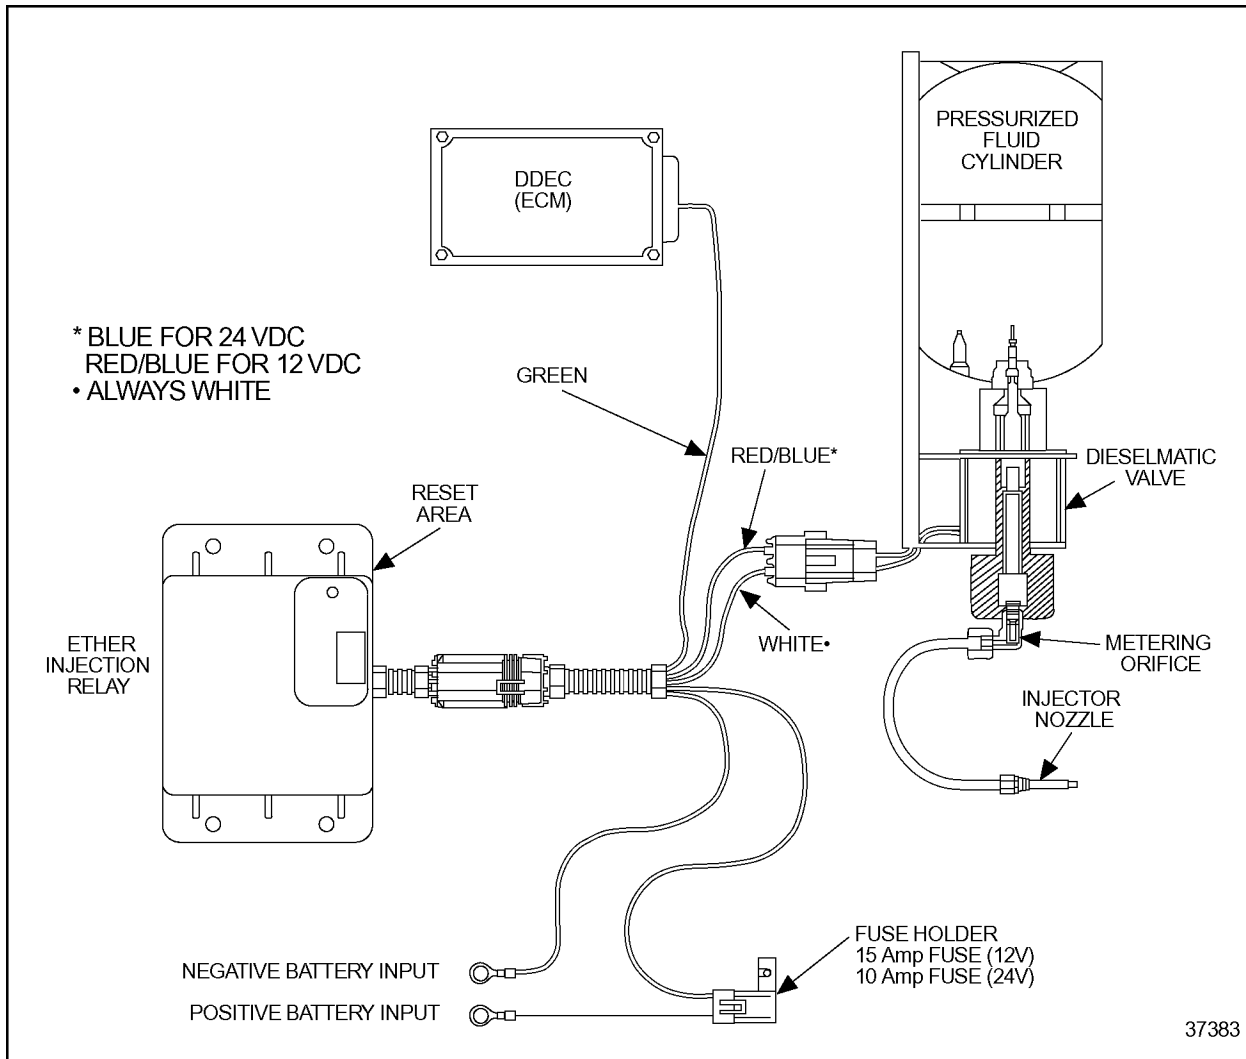 PRESSURIZED
FLUID
CYLINDER
DDEC
(ECM)
* BLUE FOR 24 VDC
RED/BLUE FOR 12 VDC
• ALWAYS WHITE
GREEN
RED/BLUE*
DIESELMATIC
VALVE
RESET
AREA
WHITE•
ETHER
INJECTION
RELAY
METERING
ORIFICE
INJECTOR
NOZZLE
FUSE HOLDER
15 Amp FUSE (12V)
10 Amp FUSE (24V)
NEGATIVE BATTERY INPUT
POSITIVE BATTERY INPUT
37383